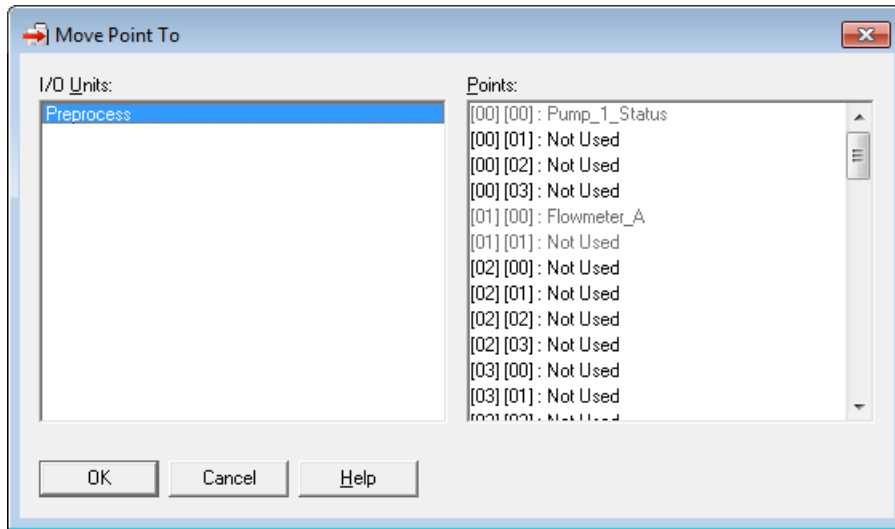 Move Point To
I/O Units:
Preprocess
Points:
[00] [00] : Pump_1_Status
[00] [01] : Not Used
[00] [02] : Not Used
[00] [03] : Not Used
[01] [00] : Flowmeter_A
[01] [01] : Not Used
[02] [00] : Not Used
[02] [01] : Not Used
[02] [02] : Not Used
[02] [03] : Not Used
[03] [00] : Not Used
[03] [01] : Not Used
OK
Cancel
Help